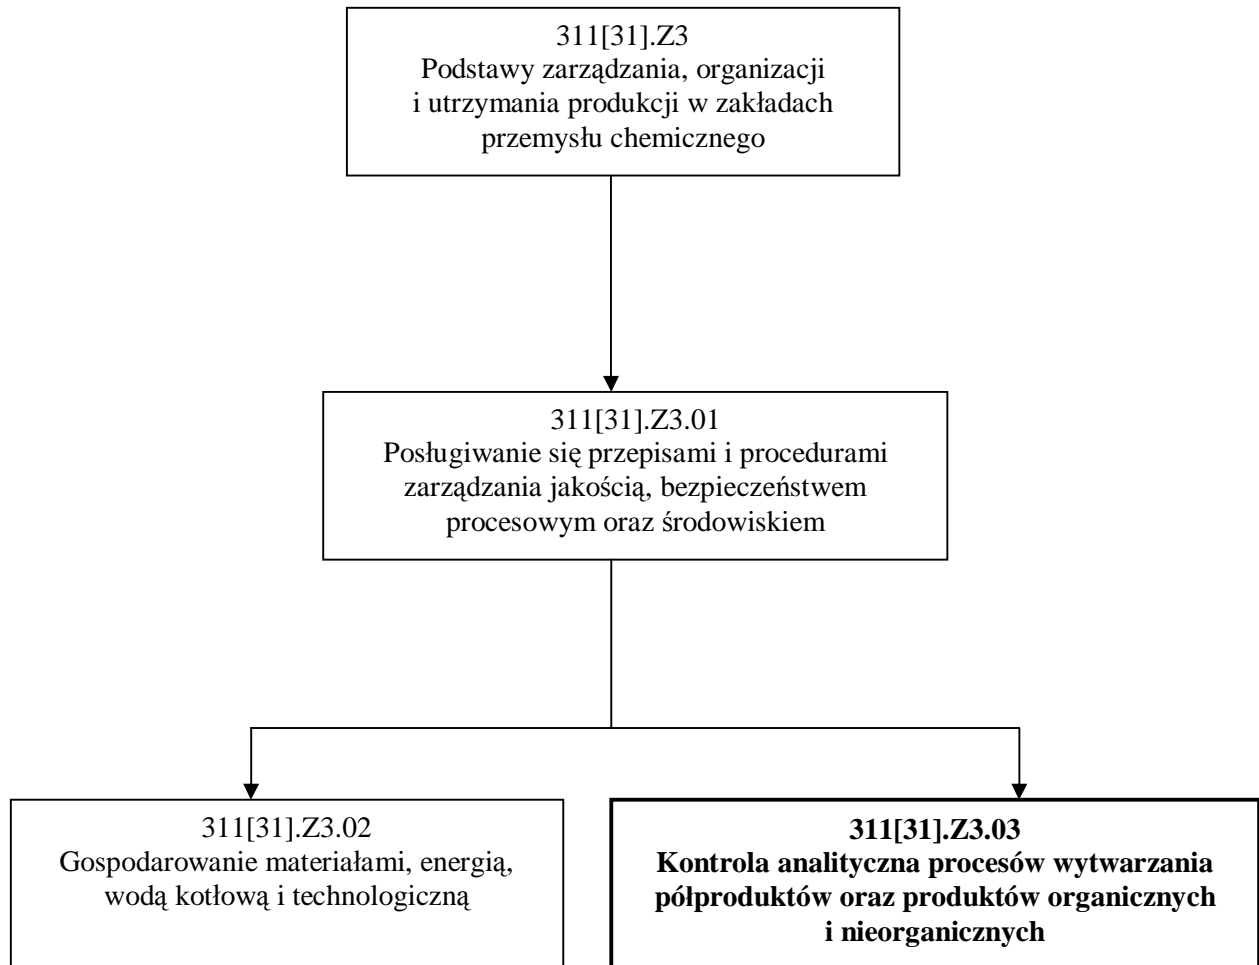 311[31].Z3
Podstawy zarządzania, organizacji
i utrzymania produkcji w zakładach
przemysłu chemicznego
311[31].Z3.01
Posługiwanie się przepisami i procedurami
zarządzania jakością, bezpieczeństwem
procesowym oraz środowiskiem
311[31].Z3.02
Gospodarowanie materiałami, energią,
wodą kotłową i technologiczną
311[31].Z3.03
Kontrola analityczna procesów wytwarzania
półproduktów oraz produktów organicznych
i nieorganicznych